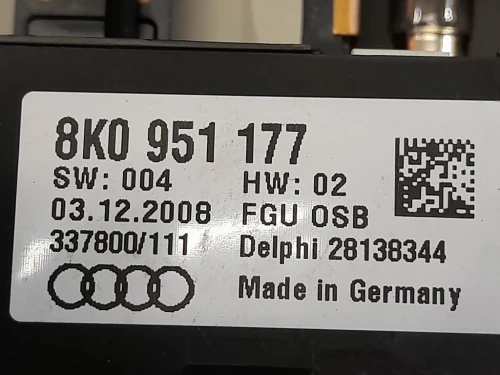 8K0 951 177
SW: 004 HW: 02
03.12.2008 FGU OSB
337800/111 Delphi 28138344
Made in Germany